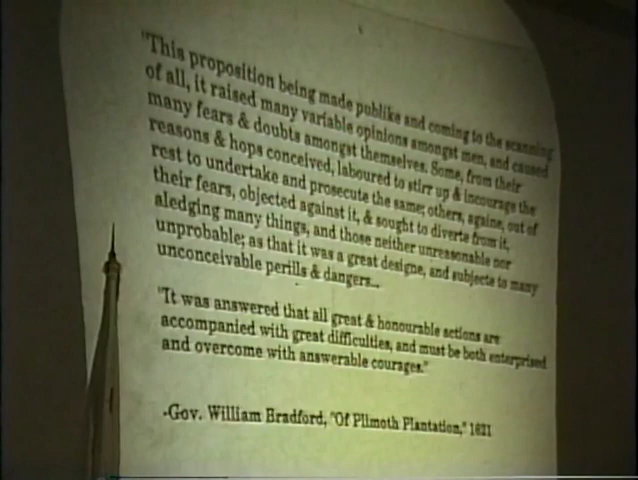 "This proposition being made publike and coming to the scanning
of all, it raised many variable opinions amongst men, and caused
many fears & doubts amongst themselves. Some, from their
reasons & hops conceived, laboured to stirr up & incourage the
rest to undertake and prosecute the same; others, againe, out of
their fears, objected against it, & sought to diverte from it,
aledging many things, and those neither unreasonable nor
unprobable; as that it was a great designe, and subjecte to many
unconceivable perills & dangers...
"It was answered that all great & honourable actions are
accompanied with great difficulties, and must be both enterprised
and overcome with answerable courages."
-Gov. William Bradford, "Of Plimoth Plantation," 1621